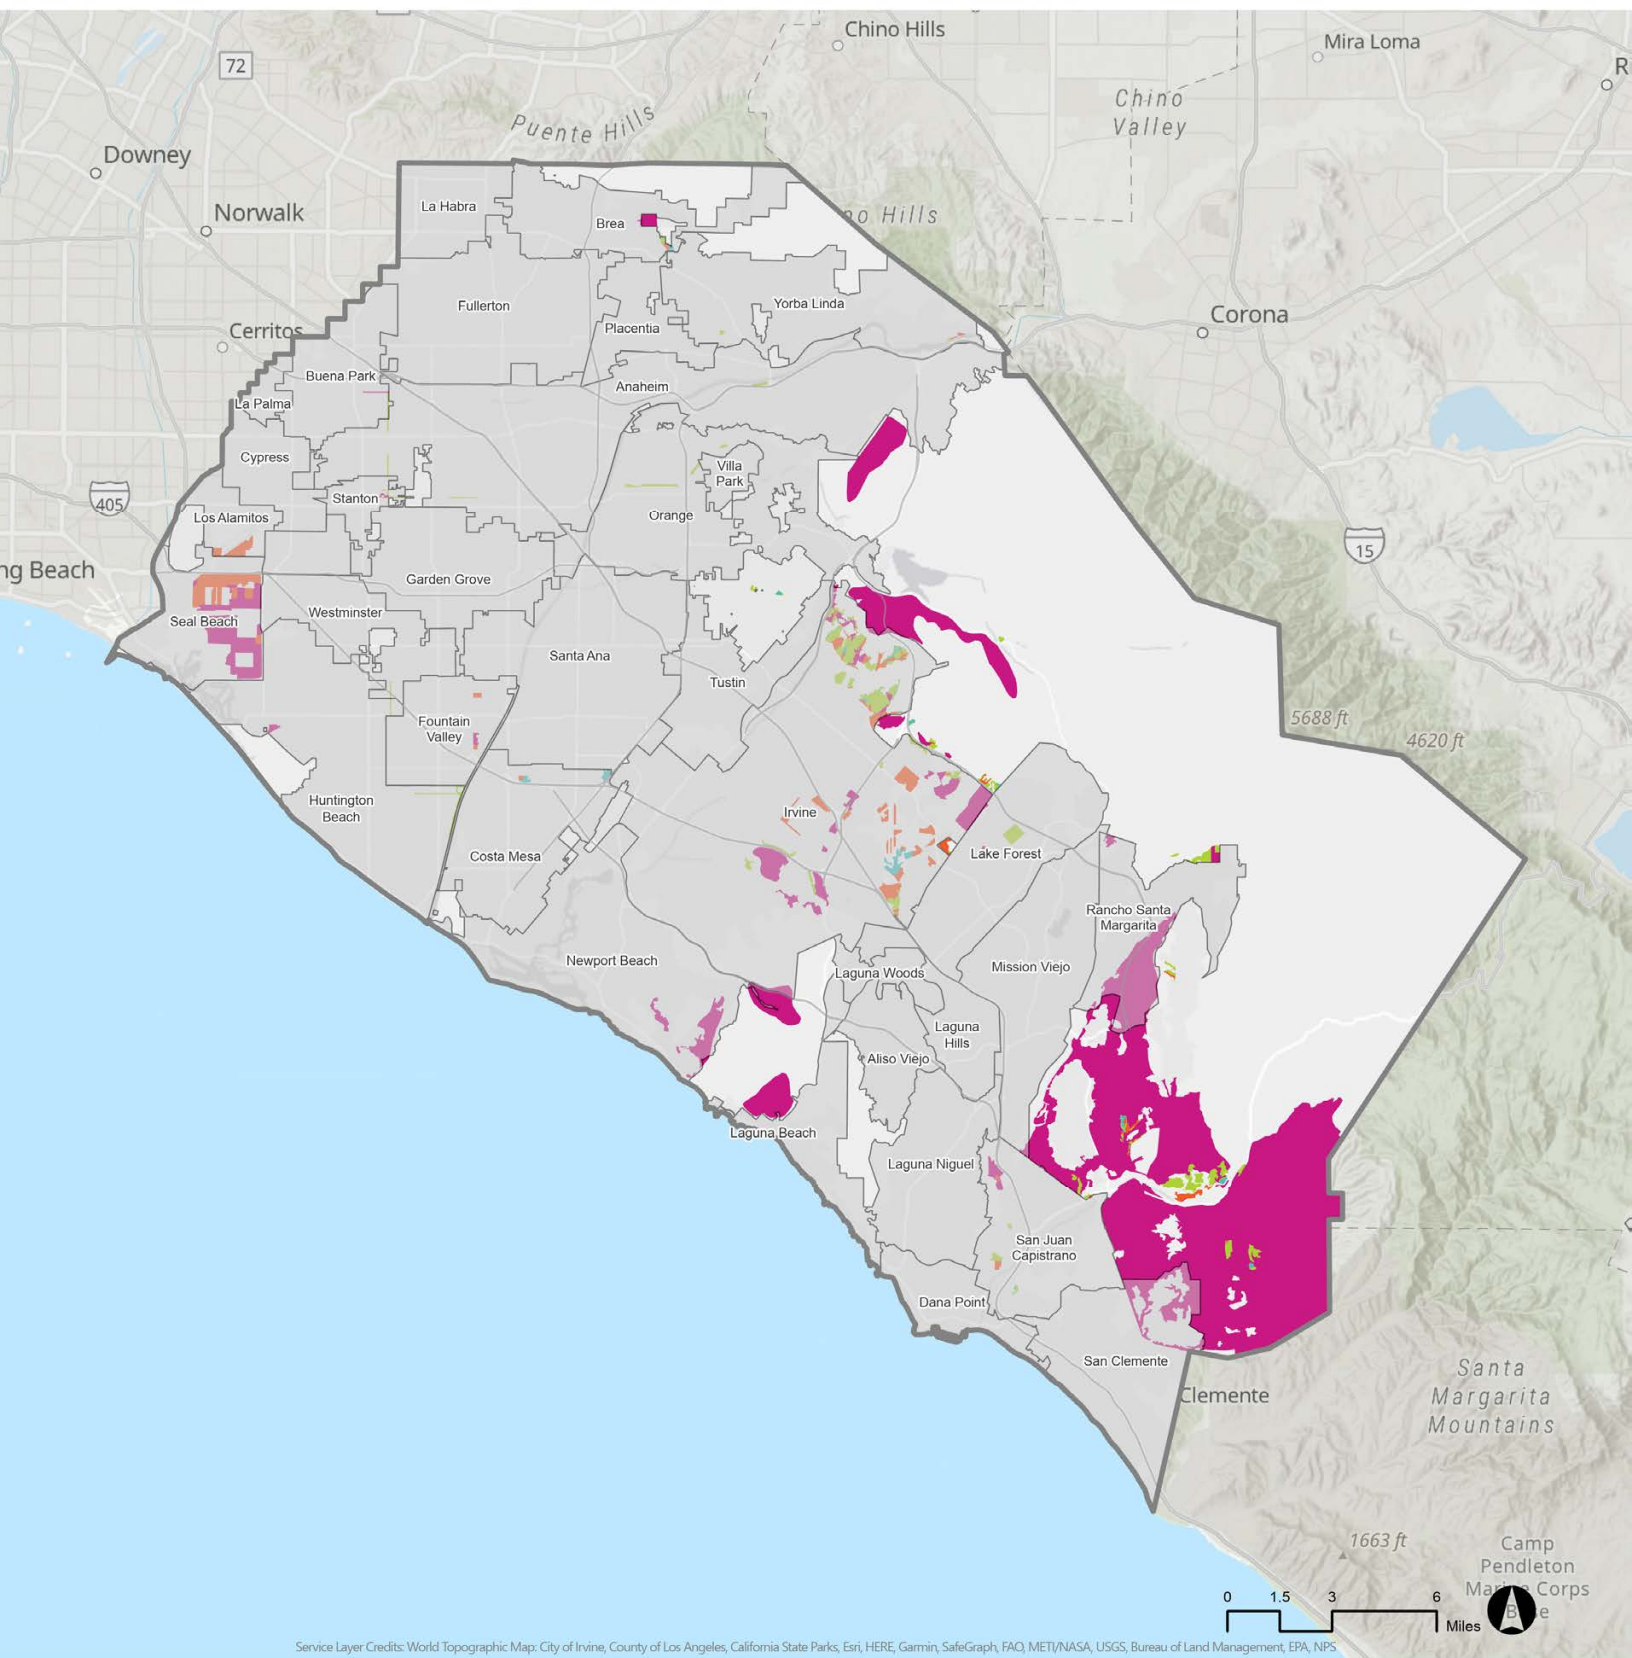 Chino Hills
Mira Loma
72
R
Chino
Valley
Puente Hills
Downey
La Habra
Norwalk
Brea
no Hills
Fullerton
Yorba Linda
Corona
Placentia
Cerritos
Buena Park
Anaheim
La Palma
Cypress
Villa
Park
405
Stanton
Los Alamitos
Orange
15
ng Beach
Garden Grove
Westminster
Seal Beach
Santa Ana
Tustin
5688 ft
Fountain
Valley
4620 ft
Huntington
Beach
Irvine
Costa Mesa
Lake Forest
Rancho Santa
Margarita
Newport Beach
Laguna Woods
Mission Viejo
Laguna
Hills
Aliso Viejo
Laguna Beach
Laguna Niguel
San Juan
Capistrano
Dana Point
San Clemente
Clemente
Santa
Margarita
Mountains
1663 ft
Camp
Pendleton
Marine Corps
Base
0 1.5 3 6
Miles
Service Layer Credits: World Topographic Map: City of Irvine, County of Los Angeles, California State Parks, Esri, HERE, Garmin, SafeGraph, FAO, METI/NASA, USGS, Bureau of Land Management, EPA, NPS